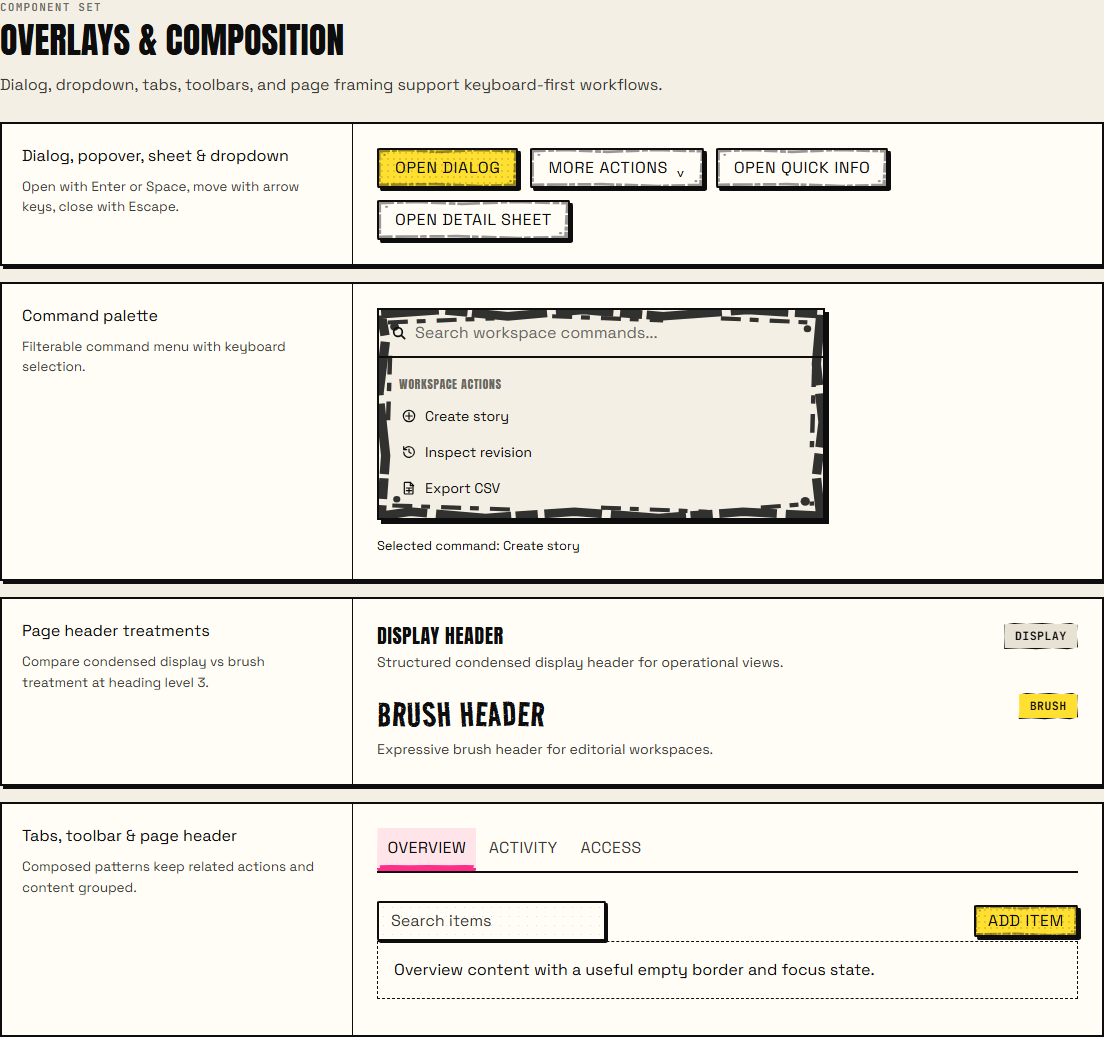 COMPONENT SET
OVERLAYS & COMPOSITION
Dialog, dropdown, tabs, toolbars, and page framing support keyboard-first workflows.
Dialog, popover, sheet & dropdown
Open with Enter or Space, move with arrow
keys, close with Escape.
OPEN DIALOG
MORE ACTIONS v
OPEN QUICK INFO
OPEN DETAIL SHEET
Command palette
Filterable command menu with keyboard
selection.
Search workspace commands...
WORKSPACE ACTIONS
Create story
Inspect revision
Export CSV
Selected command: Create story
Page header treatments
Compare condensed display vs brush
treatment at heading level 3.
DISPLAY HEADER
DISPLAY
Structured condensed display header for operational views.
BRUSH HEADER
BRUSH
Expressive brush header for editorial workspaces.
Tabs, toolbar & page header
Composed patterns keep related actions and
content grouped.
OVERVIEW ACTIVITY ACCESS
Search items
ADD ITEM
Overview content with a useful empty border and focus state.